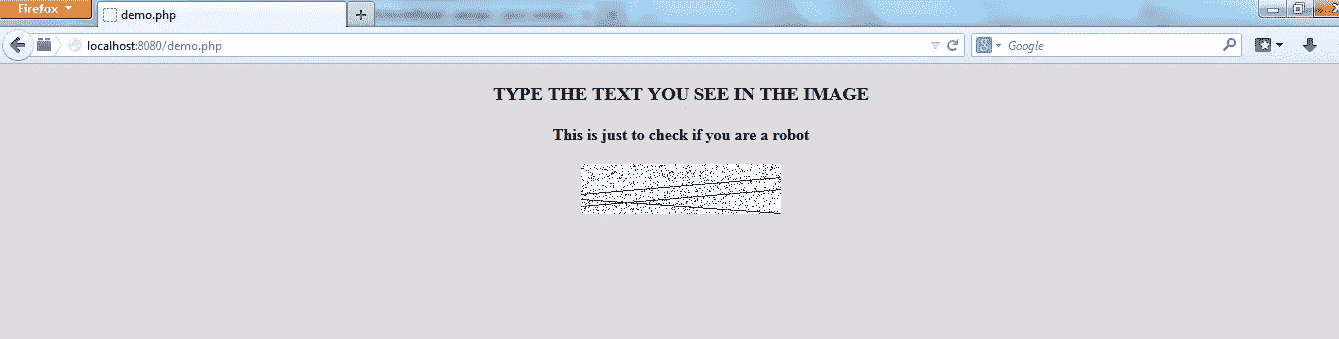 Firefox
demo.php
localhost:8080/demo.php
Google
TYPE THE TEXT YOU SEE IN THE IMAGE
This is just to check if you are a robot